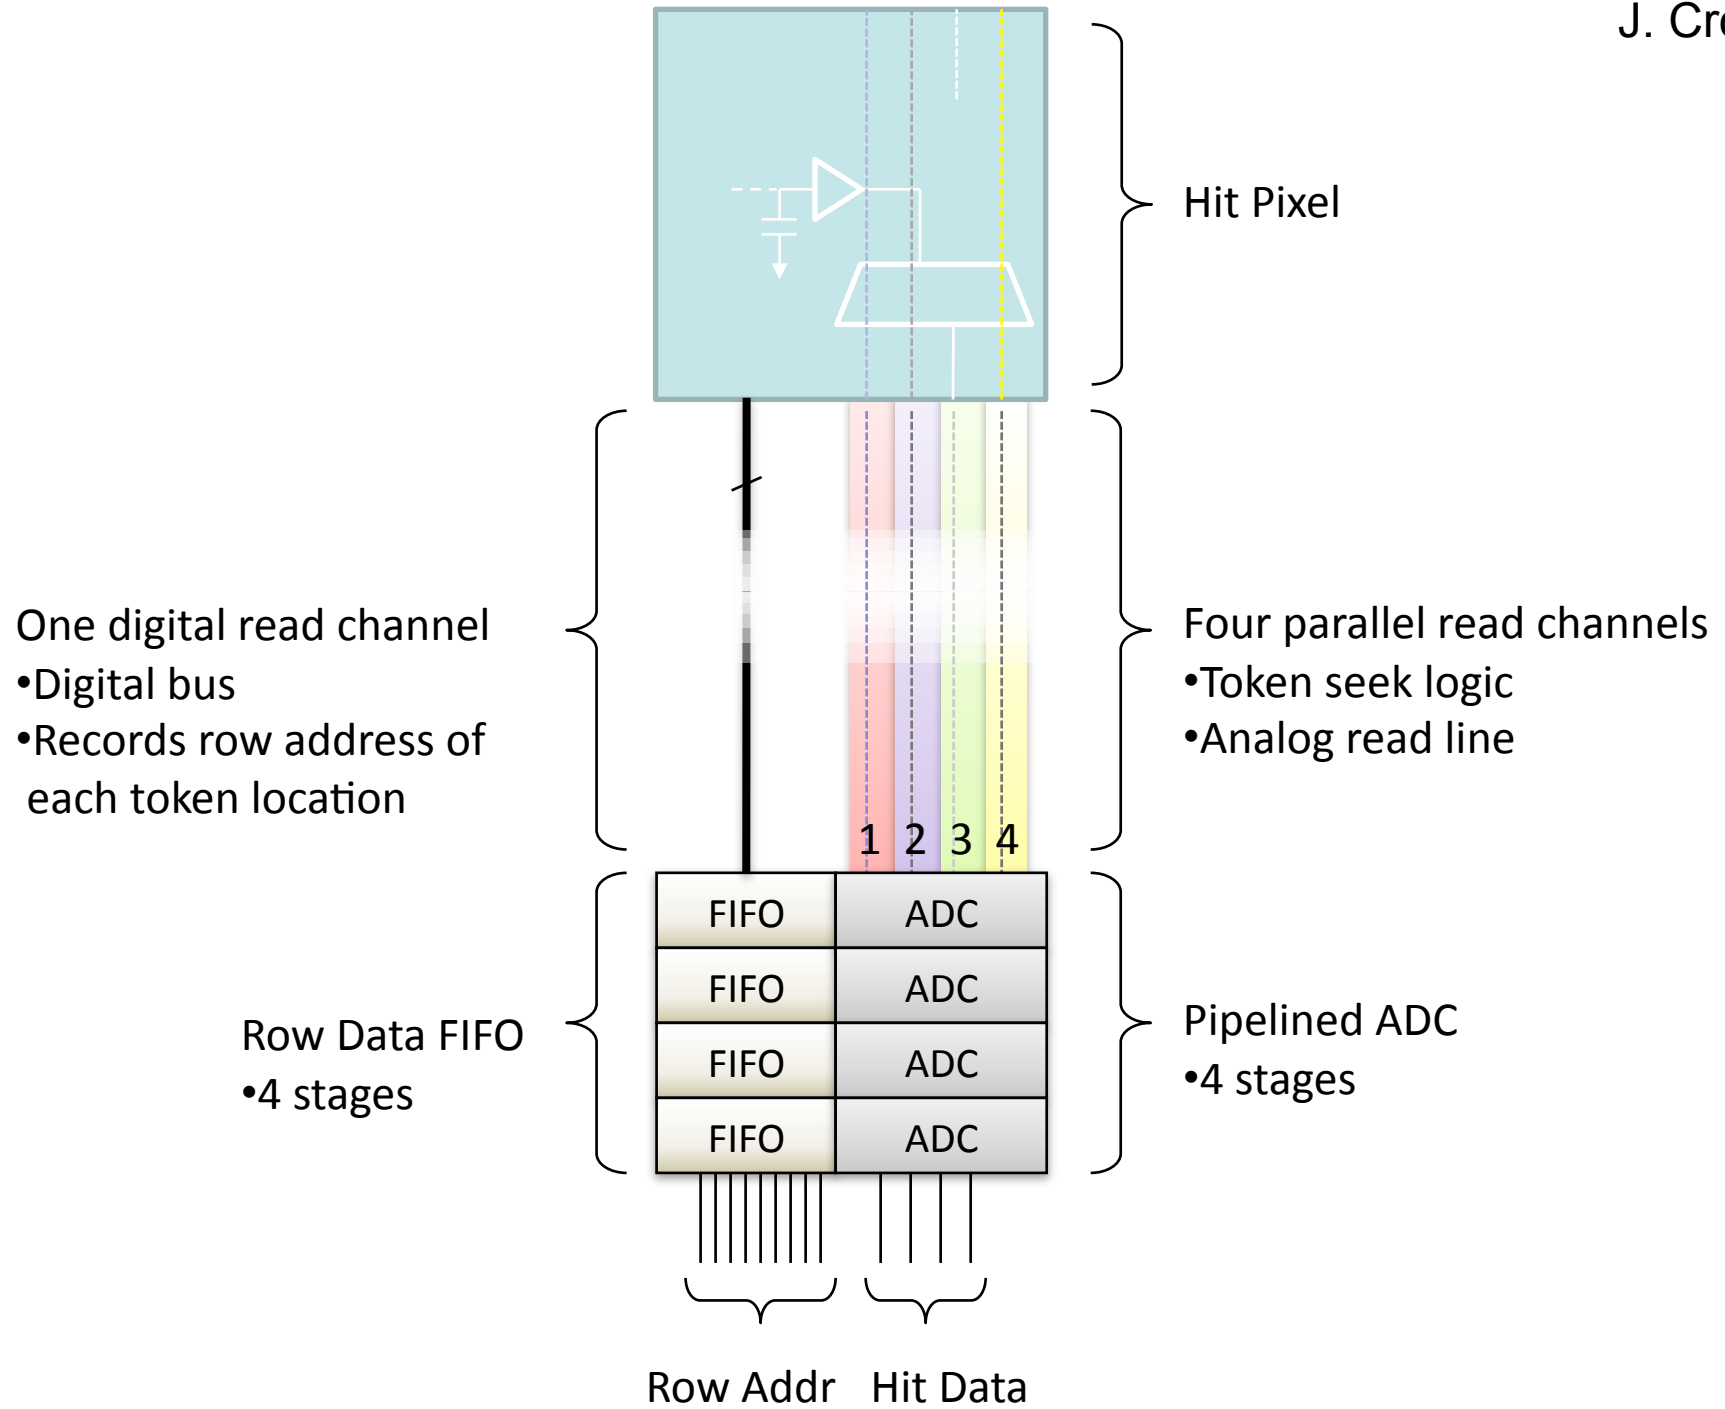 J. Cr
Hit Pixel
One digital read channel
•Digital bus
•Records row address of
each token location
Four parallel read channels
•Token seek logic
•Analog read line
1 2 3 4
FIFO ADC
FIFO ADC
FIFO ADC
FIFO ADC
Row Data FIFO
•4 stages
Pipelined ADC
•4 stages
Row Addr Hit Data